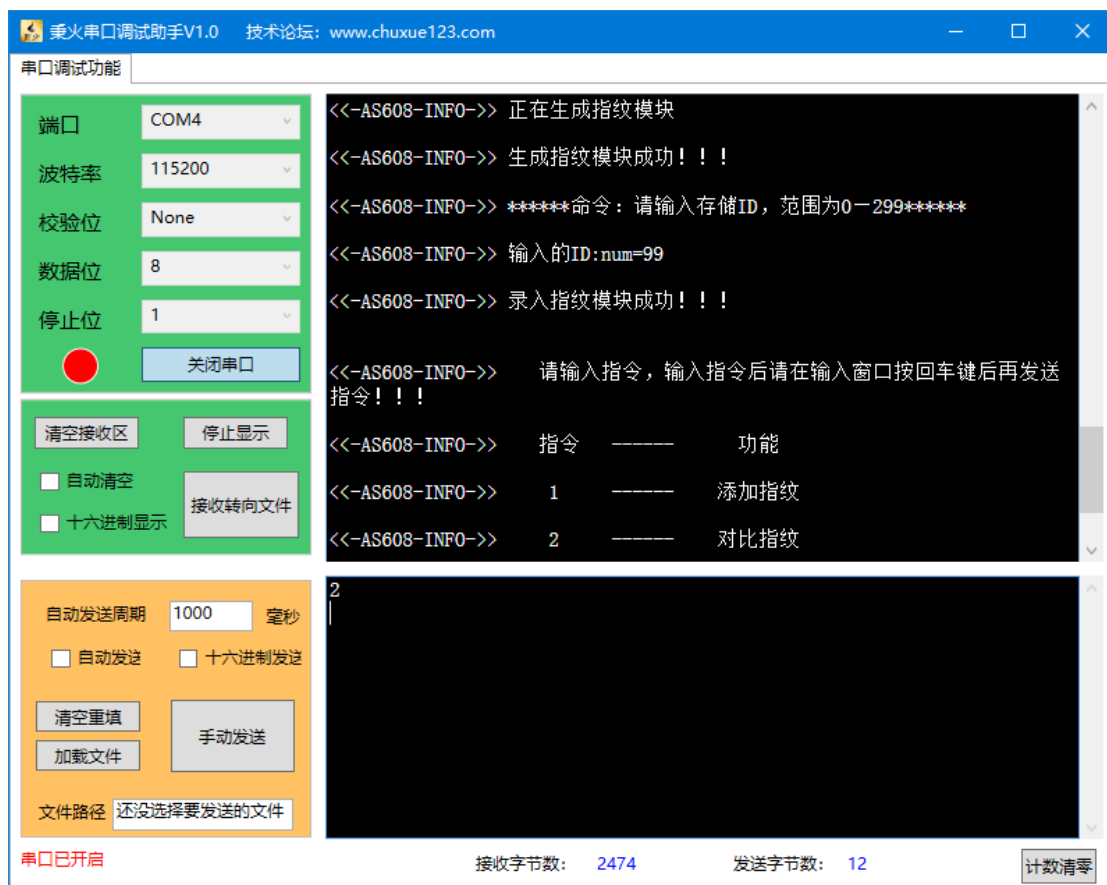 秉火串口调试助手V1.0 技术论坛：www.chuxue123.com
串口调试功能
端口 COM4
波特率 115200
校验位 None
数据位 8
停止位 1
关闭串口
清空接收区 停止显示
自动清空
十六进制显示
接收转向文件
<<-AS608-INFO->> 正在生成指纹模块
<<-AS608-INFO->> 生成指纹模块成功！！！
<<-AS608-INFO->> ******命令：请输入存储ID，范围为0－299******
<<-AS608-INFO->> 输入的ID:num=99
<<-AS608-INFO->> 录入指纹模块成功！！！
<<-AS608-INFO->> 请输入指令，输入指令后请在输入窗口按回车键后再发送
指令！！！
<<-AS608-INFO->> 指令 ------ 功能
<<-AS608-INFO->> 1 ------ 添加指纹
<<-AS608-INFO->> 2 ------ 对比指纹
自动发送周期 1000 毫秒
自动发送 十六进制发送
清空重填
加载文件
手动发送
文件路径 还没选择要发送的文件
2
串口已开启 接收字节数： 2474 发送字节数： 12 计数清零